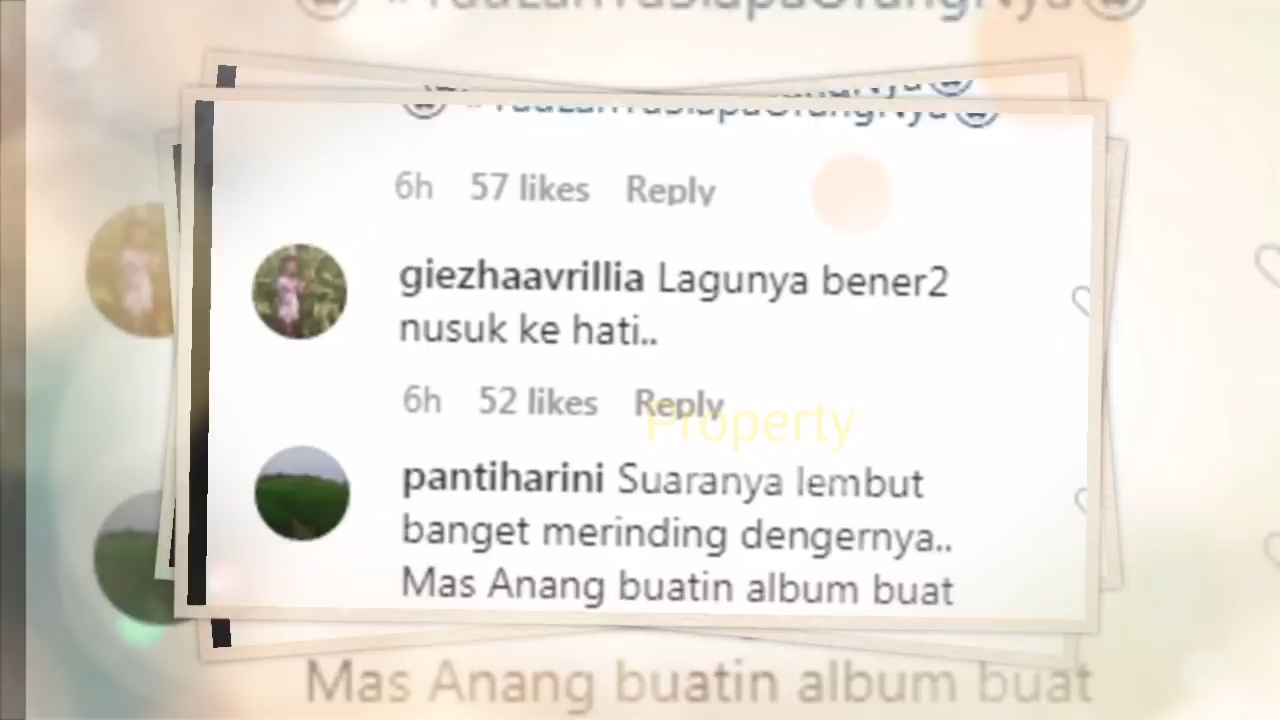 6h 57 likes Reply
giezhaavrillia Lagunya bener2
nusuk ke hati..
6h 52 likes Reply
Property
pantiharini Suaranya lembut
banget merinding dengernya..
Mas Anang buatin album buat
Mas Anang buatin album buat